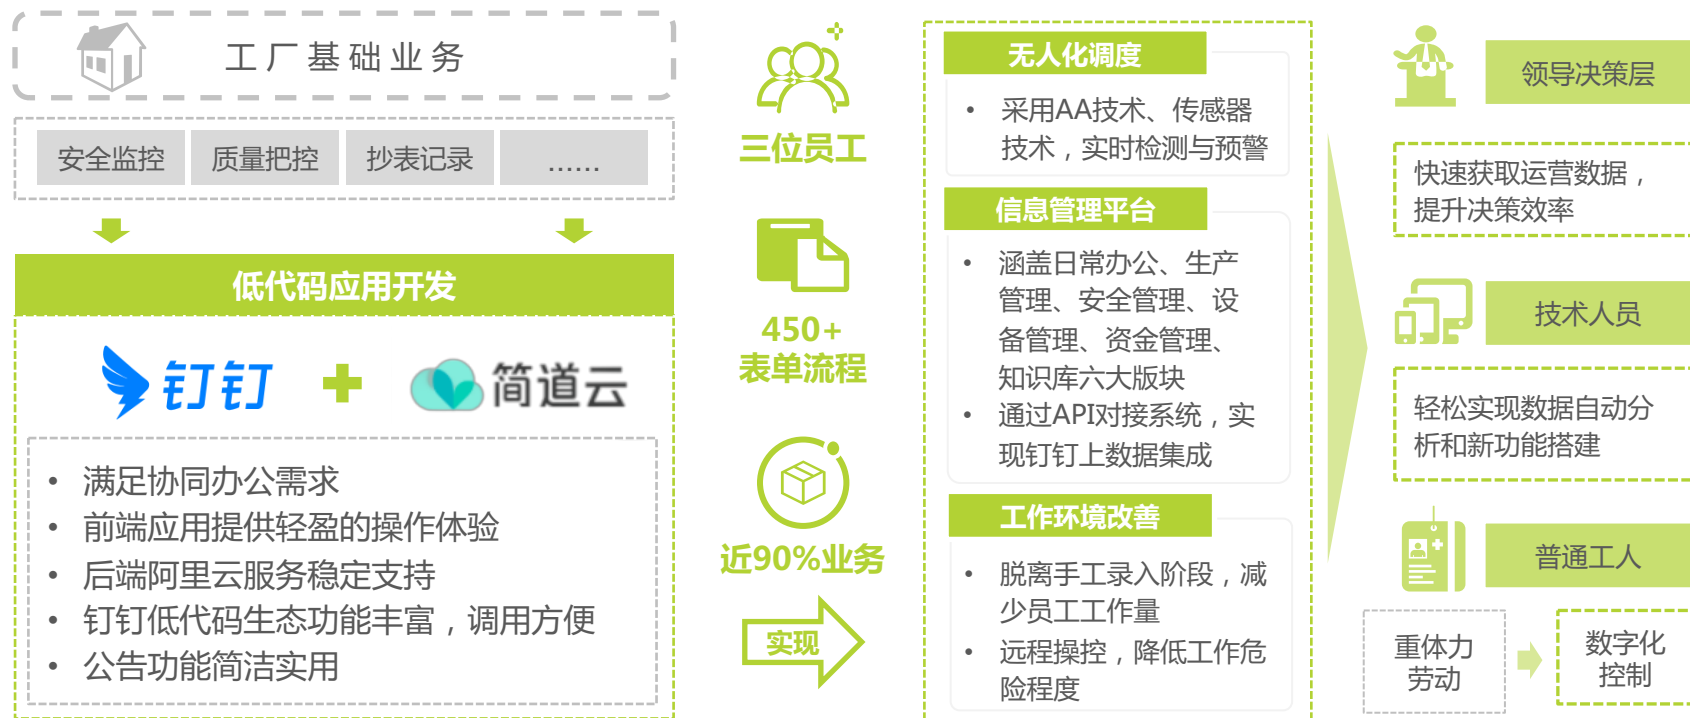 工厂基础业务
安全监控
质量把控
抄表记录
……
低代码应用开发
钉钉
简道云
• 满足协同办公需求
• 前端应用提供轻盈的操作体验
• 后端阿里云服务稳定支持
• 钉钉低代码生态功能丰富，调用方便
• 公告功能简洁实用
三位员工
450+
表单流程
近90%业务
实现
无人化调度
• 采用AA技术、传感器
技术，实时检测与预警
信息管理平台
• 涵盖日常办公、生产
管理、安全管理、设
备管理、资金管理、
知识库六大版块
• 通过API对接系统，实
现钉钉上数据集成
工作环境改善
• 脱离手工录入阶段，减
少员工工作量
• 远程操控，降低工作危
险程度
领导决策层
快速获取运营数据，
提升决策效率
技术人员
轻松实现数据自动分
析和新功能搭建
普通工人
重体力
劳动
数字化
控制